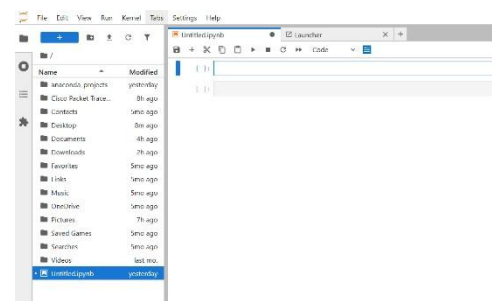 File Edit View Run Kernel Tabs Settings Help
Untitled.ipynb
Launcher
Code
/
Name Modified
anaconda_projects yesterday
Cisco Packet Trace... 8h ago
Contacts 5mo ago
Desktop 8m ago
Documents 4h ago
Downloads 2h ago
Favorites 5mo ago
Links 5mo ago
Music 5mo ago
OneDrive 5mo ago
Pictures 7h ago
Saved Games 5mo ago
Searches 5mo ago
Videos last mo.
Untitled.ipynb yesterday
[ ]:
[ ]: